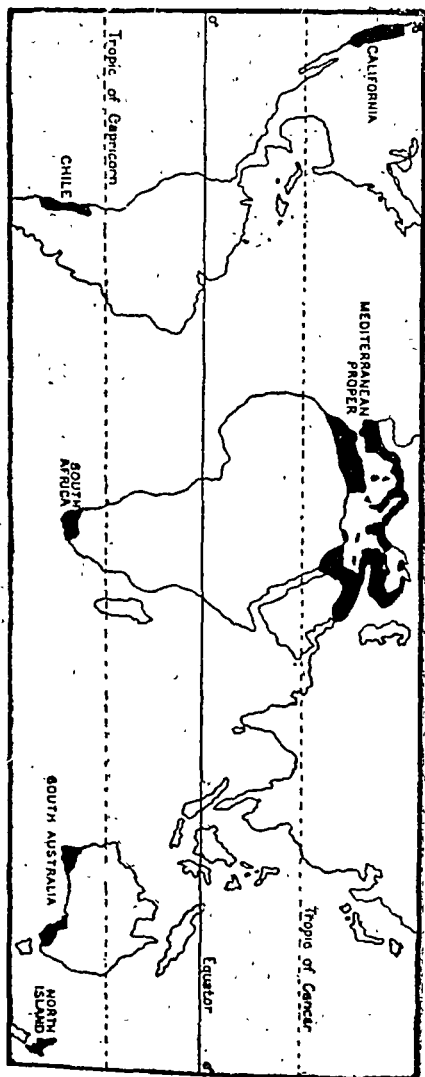 CALIFORNIA
MEDITERRANEAN
PROPER
Tropic of Cancer
Equator
Tropic of Capricorn
CHILE
SOUTH
AFRICA
SOUTH AUSTRALIA
NORTH
ISLAND